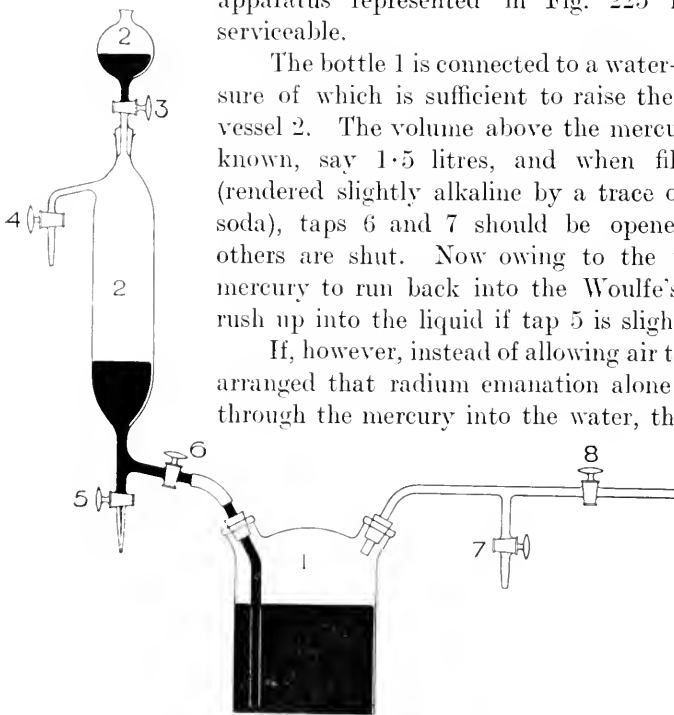 apparatus represented in Fig. 225
serviceable.
The bottle 1 is connected to a water-
sure of which is sufficient to raise the
vessel 2. The volume above the mercu
known, say 1·5 litres, and when fil
(rendered slightly alkaline by a trace o
soda), taps 6 and 7 should be opene
others are shut. Now owing to the
mercury to run back into the Woulfe's
rush up into the liquid if tap 5 is sligh
If, however, instead of allowing air t
arranged that radium emanation alone
through the mercury into the water, th
2
3
4
2
6
5
8
7
1